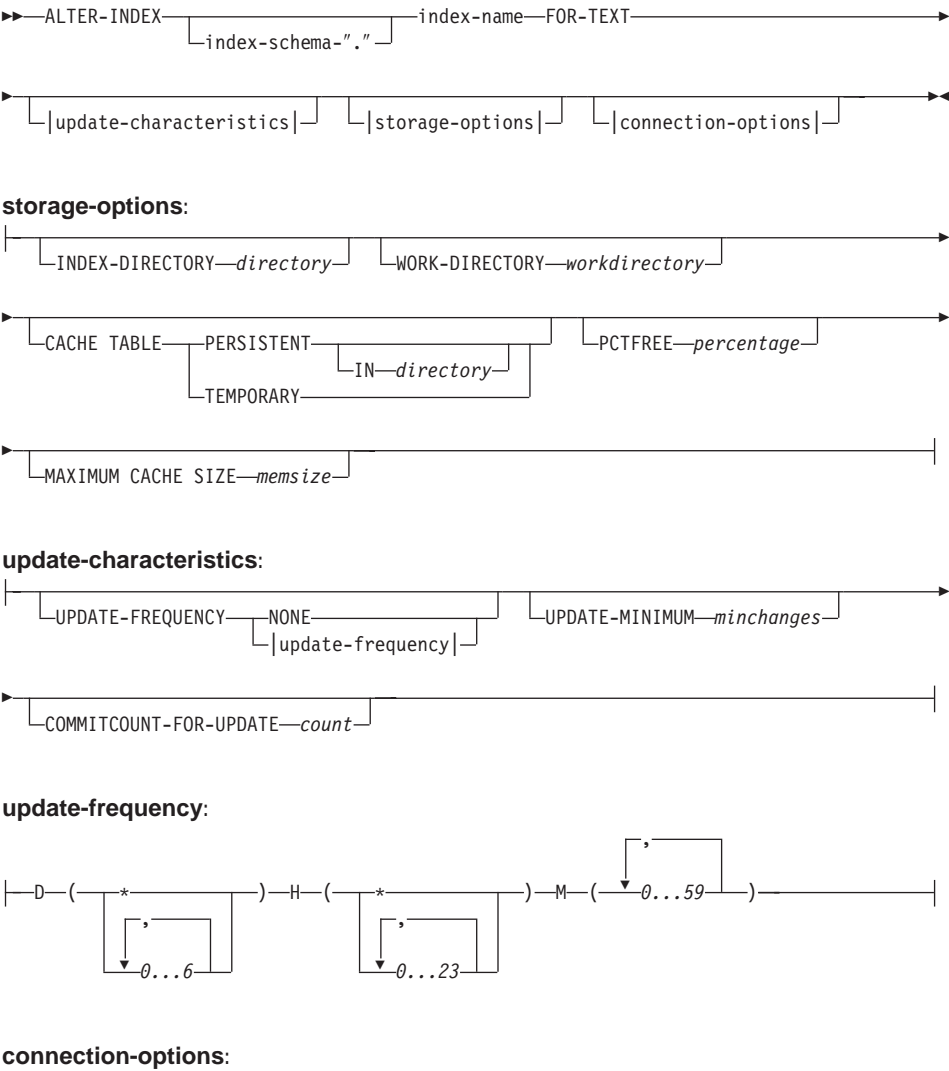 ALTER-INDEX index-name FOR-TEXT
index-schema-"."
|update-characteristics| |storage-options| |connection-options|
storage-options:
INDEX-DIRECTORY directory WORK-DIRECTORY workdirectory
CACHE TABLE PERSISTENT PCTFREE percentage
IN directory
TEMPORARY
MAXIMUM CACHE SIZE memsize
update-characteristics:
UPDATE-FREQUENCY NONE UPDATE-MINIMUM minchanges
|update-frequency|
COMMITCOUNT-FOR-UPDATE count
update-frequency:
,
D ( * ) H ( * ) M ( 0...59 )
, ,
0...6 0...23
connection-options: